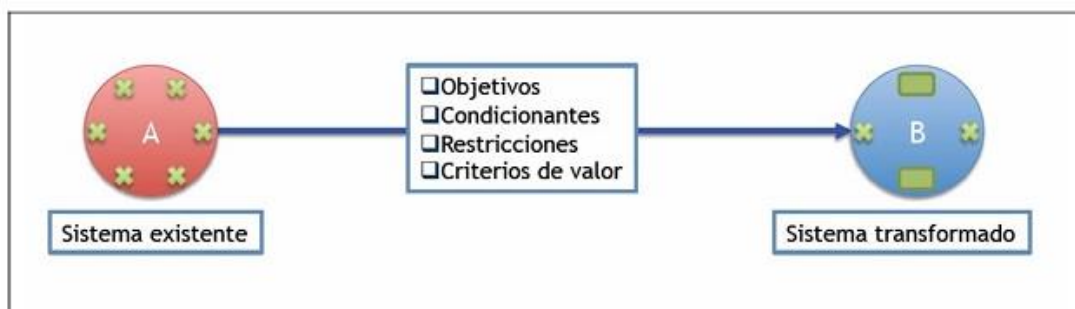 A
❑Objetivos
❑Condicionantes
❑Restricciones
❑Criterios de valor
B
Sistema existente
Sistema transformado